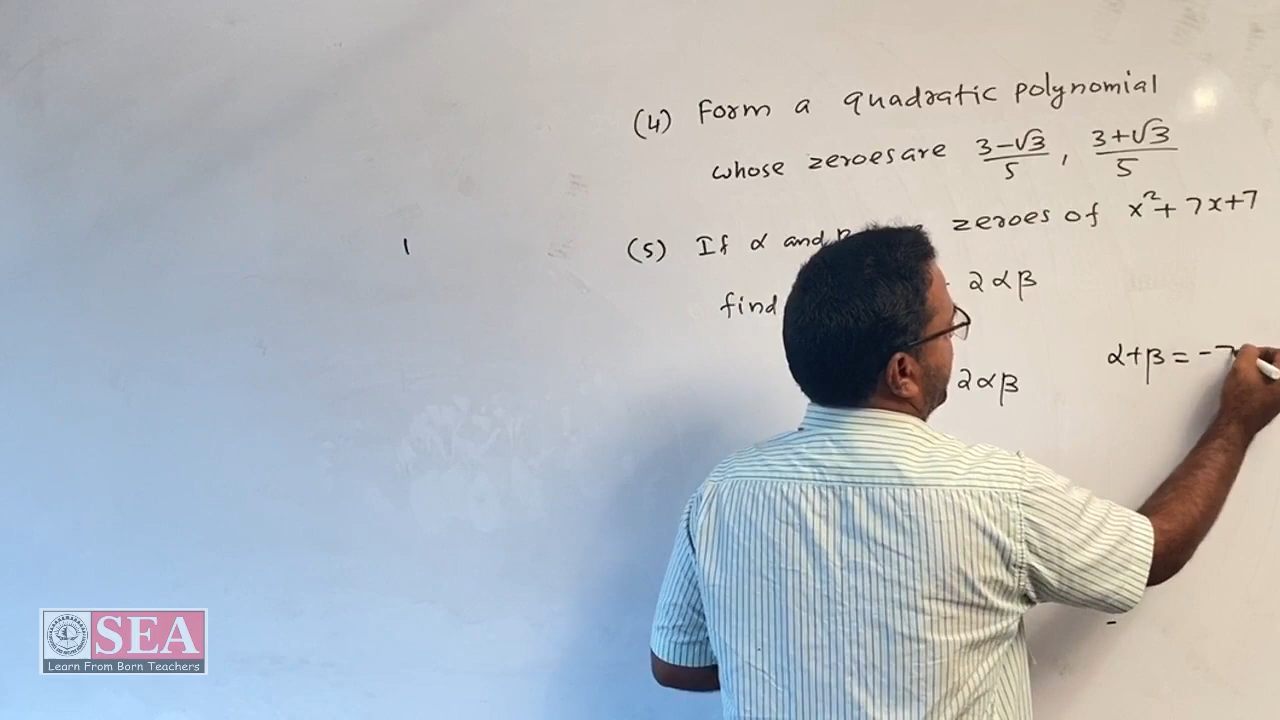 (4) Form a quadratic polynomial
whose zeroes are 3-√3/5 , 3+√3/5
(5) If α and zeroes of x²+7x+7
find 2αβ
α+β = -7
2αβ
SEA
Learn From Born Teachers